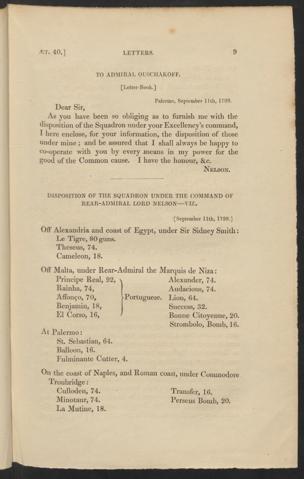 ÆT. 40.] LETTERS. 9
TO ADMIRAL OUSCHAKOFF.
[Letter-Book.]
Palermo, September 11th, 1799.
Dear Sir,
As you have been so obliging as to furnish me with the
disposition of the Squadron under your Excellency's command,
I here enclose, for your information, the disposition of those
under mine; and be assured that I shall always be happy to
co-operate with you by every means in my power for the
good of the Common cause. I have the honour, &c.
NELSON.
DISPOSITION OF THE SQUADRON UNDER THE COMMAND OF
REAR-ADMIRAL LORD NELSON—VIZ.
[September 11th, 1799.]
Off Alexandria and coast of Egypt, under Sir Sidney Smith:
Le Tigre, 80 guns.
Theseus, 74.
Cameleon, 18.
Off Malta, under Rear-Admiral the Marquis de Niza:
Principe Real, 92, Alexander, 74.
Rainha, 74, Audacious, 74.
Affonço, 70, Portuguese. Lion, 64.
Benjamin, 18, Success, 32.
El Corso, 16, Bonne Citoyenne, 20.
Strombolo, Bomb, 16.
At Palermo:
St. Sebastian, 64.
Balloon, 16.
Fulminante Cutter, 4.
On the coast of Naples, and Roman coast, under Commodore
Troubridge:
Culloden, 74. Transfer, 16.
Minotaur, 74. Perseus Bomb, 20.
La Mutine, 18.